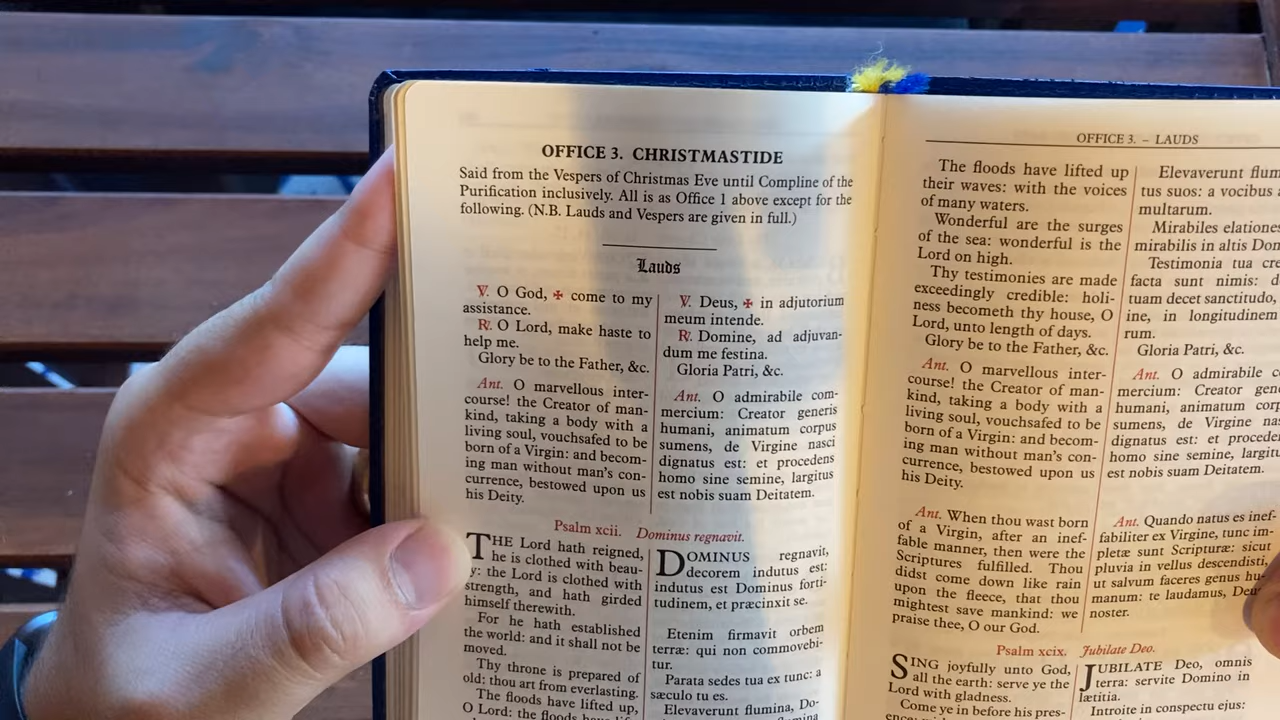 OFFICE 3. CHRISTMASTIDE
Said from the Vespers of Christmas Eve until Compline of the
Purification inclusively. All is as Office 1 above except for the
following. (N.B. Lauds and Vespers are given in full.)
Lauds
℣. O God, ✠ come to my
assistance.
℟. O Lord, make haste to
help me.
Glory be to the Father, &c.
Ant. O marvellous inter-
course! the Creator of man-
kind, taking a body with a
living soul, vouchsafed to be
born of a Virgin: and becom-
ing man without man's con-
currence, bestowed upon us
his Deity.
℣. Deus, ✠ in adjutorium
meum intende.
℟. Domine, ad adjuvan-
dum me festina.
Gloria Patri, &c.
Ant. O admirabile com-
mercium: Creator generis
humani, animatum corpus
sumens, de Virgine nasci
dignatus est: et procedens
homo sine semine, largitus
est nobis suam Deitatem.
Psalm xcii. Dominus regnavit.
THE Lord hath reigned,
he is clothed with beau-
y: the Lord is clothed with
strength, and hath girded
himself therewith.
For he hath established
the world: and it shall not be
moved.
Thy throne is prepared of
old: thou art from everlasting.
The floods have lifted up,
O Lord: the floods have
DOMINUS regnavit,
decorem indutus est:
indutus est Dominus forti-
tudinem, et præcinxit se.
Etenim firmavit orbem
terræ: qui non commovebi-
tur.
Parata sedes tua ex tunc: a
sæculo tu es.
Elevaverunt flumina, Do-
flumina
OFFICE 3. – LAUDS
The floods have lifted up
their waves: with the voices
of many waters.
Wonderful are the surges
of the sea: wonderful is the
Lord on high.
Thy testimonies are made
exceedingly credible: holi-
ness becometh thy house, O
Lord, unto length of days.
Glory be to the Father, &c.
Ant. O marvellous inter-
course! the Creator of man-
kind, taking a body with a
living soul, vouchsafed to be
born of a Virgin: and becom-
ing man without man's con-
currence, bestowed upon us
his Deity.
Ant. When thou wast born
of a Virgin, after an inef-
fable manner, then were the
Scriptures fulfilled. Thou
didst come down like rain
upon the fleece, that thou
mightest save mankind: we
praise thee, O our God.
Elevaverunt flum
tus suos: a vocibus
multarum.
Mirabiles elatione
mirabilis in altis Dom
Testimonia tua cre
facta sunt nimis: d
tuam decet sanctitudo,
ine, in longitudinem
rum.
Gloria Patri, &c.
Ant. O admirabile c
mercium: Creator gene
humani, animatum corp
sumens, de Virgine nas
dignatus est: et procede
homo sine semine, largitu
est nobis suam Deitatem.
Ant. Quando natus es inef-
fabiliter ex Virgine, tunc im-
pletæ sunt Scripturæ: sicut
pluvia in vellus descendisti,
ut salvum faceres genus hu-
manum: te laudamus, Deu
noster.
Psalm xcix. Jubilate Deo.
SING joyfully unto God,
all the earth: serve ye the
Lord with gladness.
Come ye in before his pres-
JUBILATE Deo, omnis
terra: servite Domino in
lætitia.
Introite in conspectu ejus: